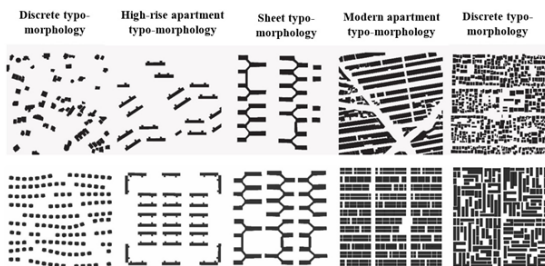 Discrete typo-
morphology
High-rise apartment
typo-morphology
Sheet typo-
morphology
Modern apartment
typo-morphology
Discrete typo-
morphology